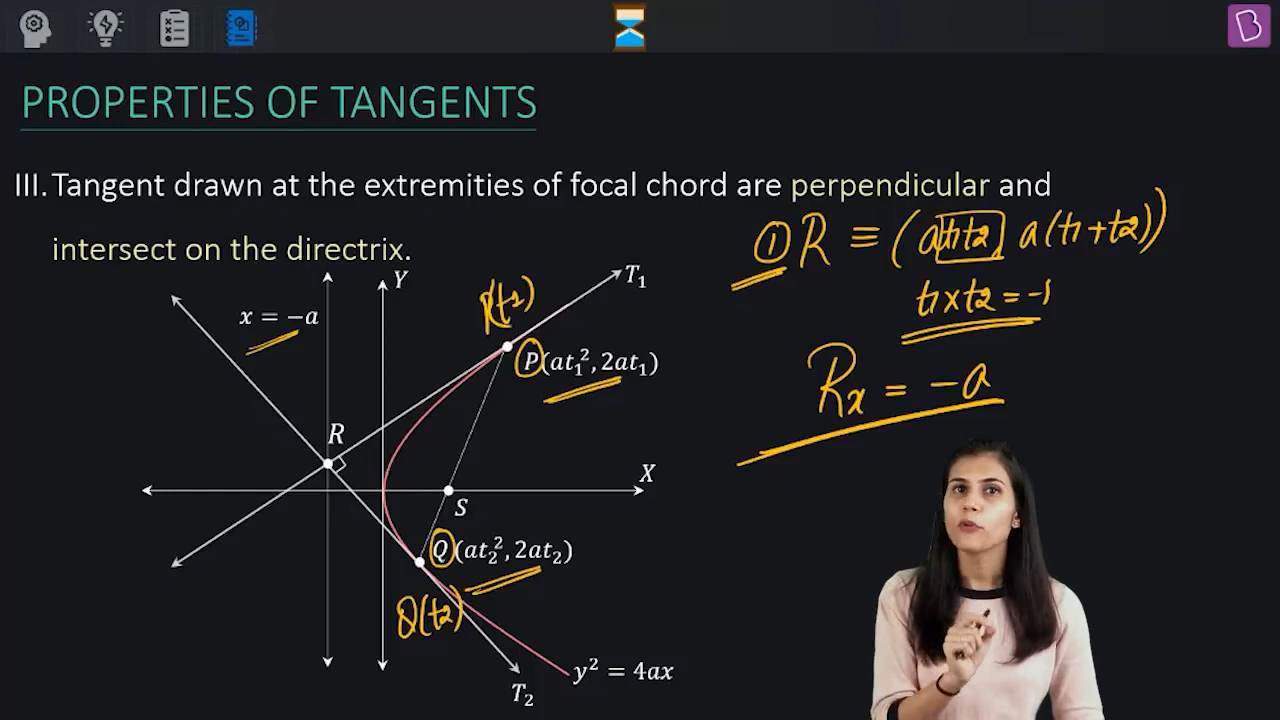 PROPERTIES OF TANGENTS
III. Tangent drawn at the extremities of focal chord are perpendicular and
intersect on the directrix.
① R ≡ (at1t2, a(t1+t2))
t1×t2 = -1
Rx = -a
Y
T₁
x = −a
P(t2)
P(at₁², 2at₁)
R
X
S
Q(at₂², 2at₂)
Q(t2)
y² = 4ax
T₂
B